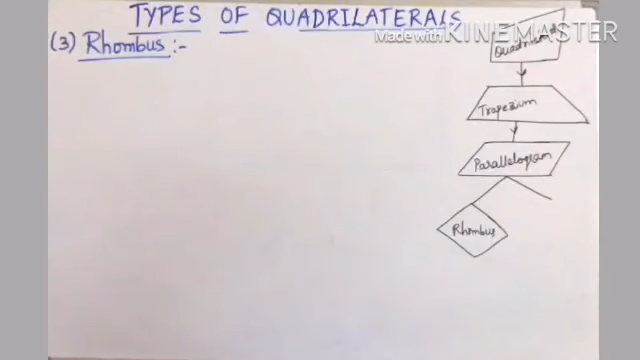 TYPES OF QUADRILATERALS
Made with KINEMASTER
(3) Rhombus :-
Trapezium
Parallelogram
Rhombus